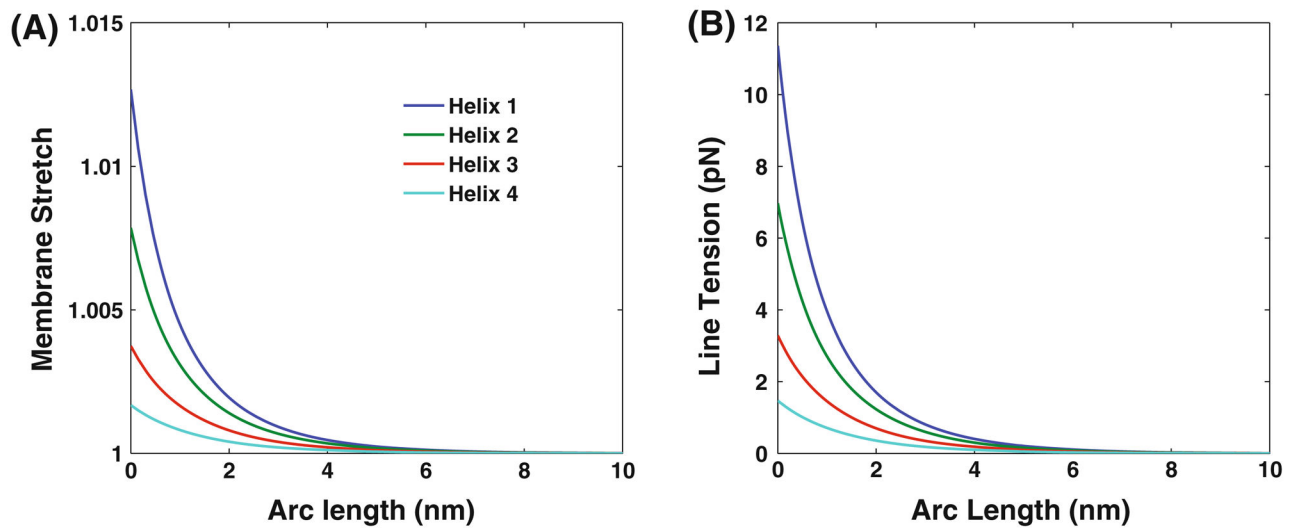 (A)
1.015
1.01
1.005
1
Membrane Stretch
Helix 1
Helix 2
Helix 3
Helix 4
0 2 4 6 8 10
Arc length (nm)
(B)
12
10
8
6
4
2
0
Line Tension (pN)
0 2 4 6 8 10
Arc Length (nm)